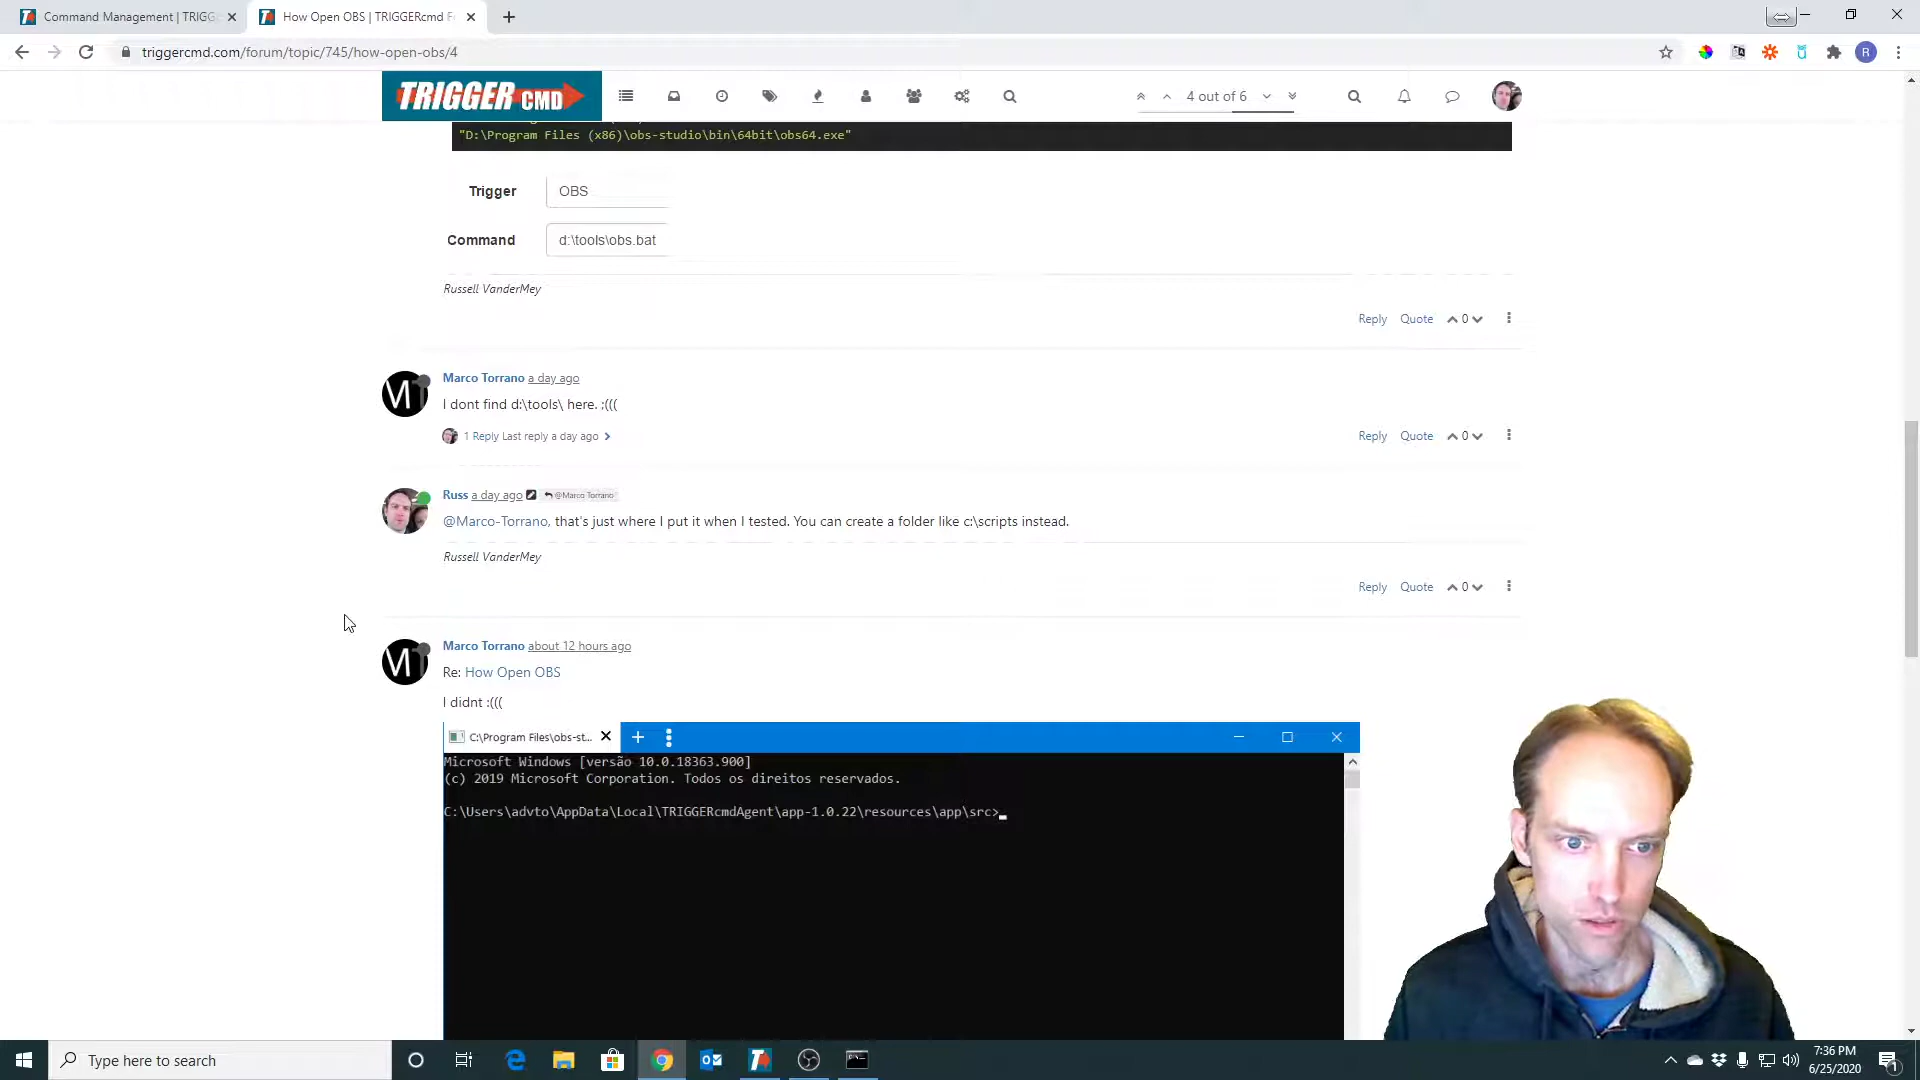 Command Management | TRIGG
How Open OBS | TRIGGERcmd F
triggercmd.com/forum/topic/745/how-open-obs/4
R
TRIGGER CMD
4 out of 6
"D:\Program Files (x86)\obs-studio\bin\64bit\obs64.exe"
Trigger OBS
Command d:\tools\obs.bat
Russell VanderMey
Reply Quote 0
Marco Torrano a day ago
I dont find d:\tools\ here. ;(((
1 Reply Last reply a day ago
Reply Quote 0
Russ a day ago @Marco Torrano
@Marco-Torrano, that's just where I put it when I tested. You can create a folder like c:\scripts instead.
Russell VanderMey
Reply Quote 0
Marco Torrano about 12 hours ago
Re: How Open OBS
I didnt :(((
C:\Program Files\obs-st...
Microsoft Windows [versão 10.0.18363.900]
(c) 2019 Microsoft Corporation. Todos os direitos reservados.
C:\Users\advto\AppData\Local\TRIGGERcmdAgent\app-1.0.22\resources\app\src>
Type here to search
7:36 PM
6/25/2020
1